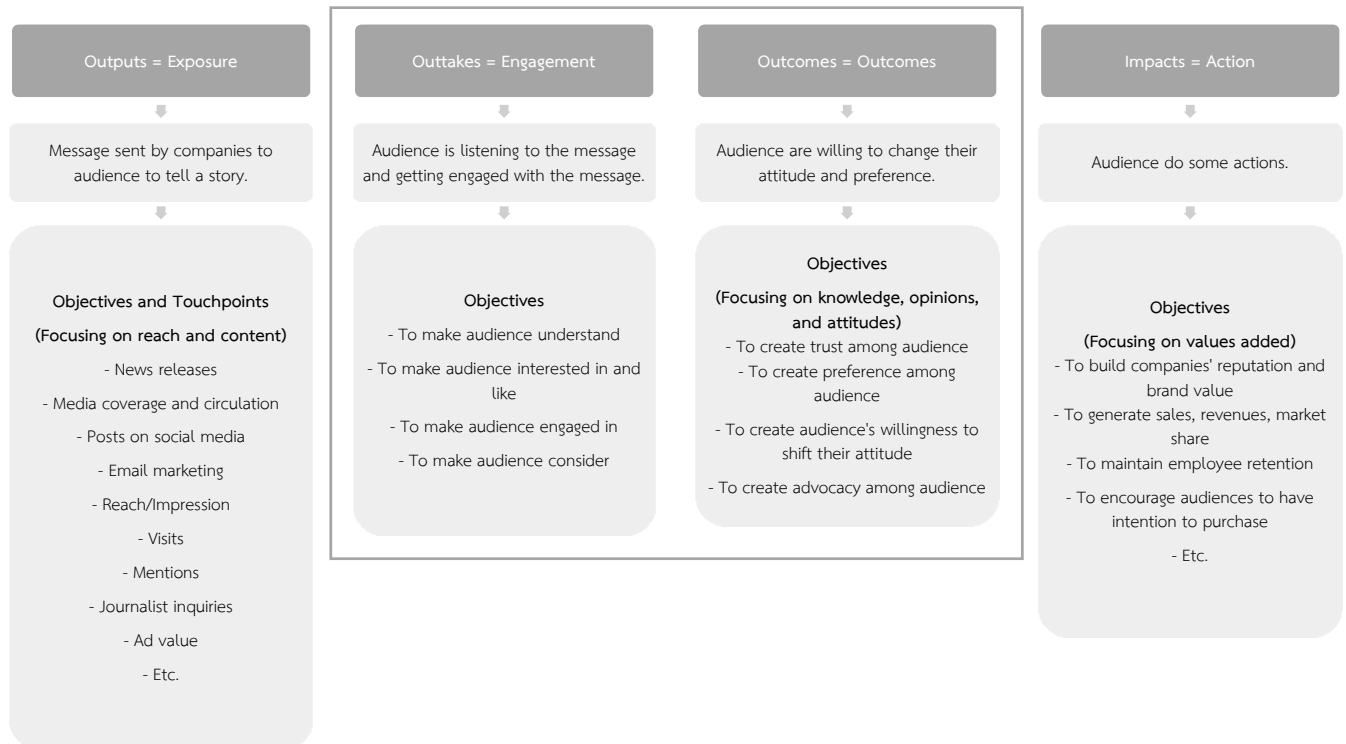 Outputs = Exposure
Message sent by companies to
audience to tell a story.
Objectives and Touchpoints
(Focusing on reach and content)
- News releases
- Media coverage and circulation
- Posts on social media
- Email marketing
- Reach/Impression
- Visits
- Mentions
- Journalist inquiries
- Ad value
- Etc.
Outtakes = Engagement
Audience is listening to the message
and getting engaged with the message.
Objectives
- To make audience understand
- To make audience interested in and
like
- To make audience engaged in
- To make audience consider
Outcomes = Outcomes
Audience are willing to change their
attitude and preference.
Objectives
(Focusing on knowledge, opinions,
and attitudes)
- To create trust among audience
- To create preference among
audience
- To create audience's willingness to
shift their attitude
- To create advocacy among audience
Impacts = Action
Audience do some actions.
Objectives
(Focusing on values added)
- To build companies' reputation and
brand value
- To generate sales, revenues, market
share
- To maintain employee retention
- To encourage audiences to have
intention to purchase
- Etc.